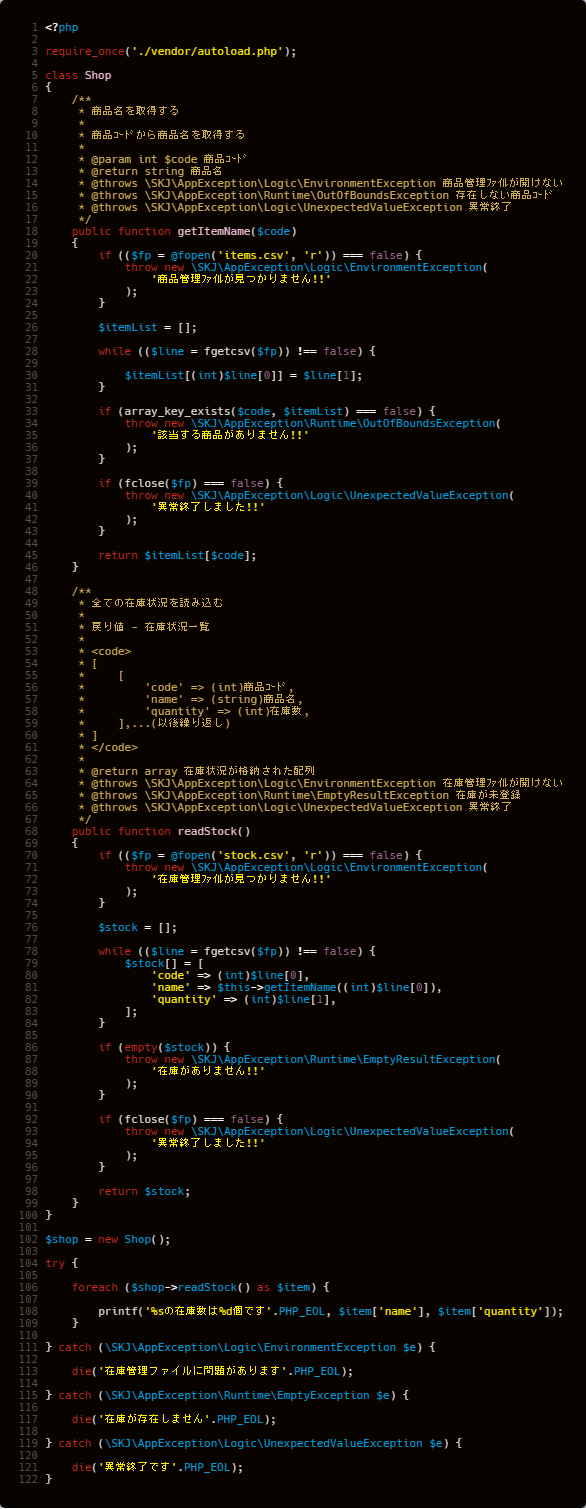 1 <?php
2
3 require_once('./vendor/autoload.php');
4
5 class Shop
6 {
7     /**
8      * 商品名を取得する
9      *
10      * 商品ｺｰﾄﾞから商品名を取得する
11      *
12      * @param int $code 商品ｺｰﾄﾞ
13      * @return string 商品名
14      * @throws \SKJ\AppException\Logic\EnvironmentException 商品管理ﾌｧｲﾙが開けない
15      * @throws \SKJ\AppException\Runtime\OutOfBoundsException 存在しない商品ｺｰﾄﾞ
16      * @throws \SKJ\AppException\Logic\UnexpectedValueException 異常終了
17      */
18     public function getItemName($code)
19     {
20         if (($fp = @fopen('items.csv', 'r')) === false) {
21             throw new \SKJ\AppException\Logic\EnvironmentException(
22                 '商品管理ﾌｧｲﾙが見つかりません!!'
23             );
24         }
25
26         $itemList = [];
27
28         while (($line = fgetcsv($fp)) !== false) {
29
30             $itemList[(int)$line[0]] = $line[1];
31         }
32
33         if (array_key_exists($code, $itemList) === false) {
34             throw new \SKJ\AppException\Runtime\OutOfBoundsException(
35                 '該当する商品がありません!!'
36             );
37         }
38
39         if (fclose($fp) === false) {
40             throw new \SKJ\AppException\Logic\UnexpectedValueException(
41                 '異常終了しました!!'
42             );
43         }
44
45         return $itemList[$code];
46     }
47
48     /**
49      * 全ての在庫状況を読み込む
50      *
51      * 戻り値 - 在庫状況一覧
52      *
53      * <code>
54      * [
55      *     [
56      *         'code' => (int)商品ｺｰﾄﾞ,
57      *         'name' => (string)商品名,
58      *         'quantity' => (int)在庫数,
59      *     ],...(以後繰り返し)
60      * ]
61      * </code>
62      *
63      * @return array 在庫状況が格納された配列
64      * @throws \SKJ\AppException\Logic\EnvironmentException 在庫管理ﾌｧｲﾙが開けない
65      * @throws \SKJ\AppException\Runtime\EmptyResultException 在庫が未登録
66      * @throws \SKJ\AppException\Logic\UnexpectedValueException 異常終了
67      */
68     public function readStock()
69     {
70         if (($fp = @fopen('stock.csv', 'r')) === false) {
71             throw new \SKJ\AppException\Logic\EnvironmentException(
72                 '在庫管理ﾌｧｲﾙが見つかりません!!'
73             );
74         }
75
76         $stock = [];
77
78         while (($line = fgetcsv($fp)) !== false) {
79             $stock[] = [
80                 'code' => (int)$line[0],
81                 'name' => $this->getItemName((int)$line[0]),
82                 'quantity' => (int)$line[1],
83             ];
84         }
85
86         if (empty($stock)) {
87             throw new \SKJ\AppException\Runtime\EmptyResultException(
88                 '在庫がありません!!'
89             );
90         }
91
92         if (fclose($fp) === false) {
93             throw new \SKJ\AppException\Logic\UnexpectedValueException(
94                 '異常終了しました!!'
95             );
96         }
97
98         return $stock;
99     }
100 }
101
102 $shop = new Shop();
103
104 try {
105
106     foreach ($shop->readStock() as $item) {
107
108         printf('%sの在庫数は%d個です'.PHP_EOL, $item['name'], $item['quantity']);
109     }
110
111 } catch (\SKJ\AppException\Logic\EnvironmentException $e) {
112
113     die('在庫管理ファイルに問題があります'.PHP_EOL);
114
115 } catch (\SKJ\AppException\Runtime\EmptyException $e) {
116
117     die('在庫が存在しません'.PHP_EOL);
118
119 } catch (\SKJ\AppException\Logic\UnexpectedValueException $e) {
120
121     die('異常終了です'.PHP_EOL);
122 }